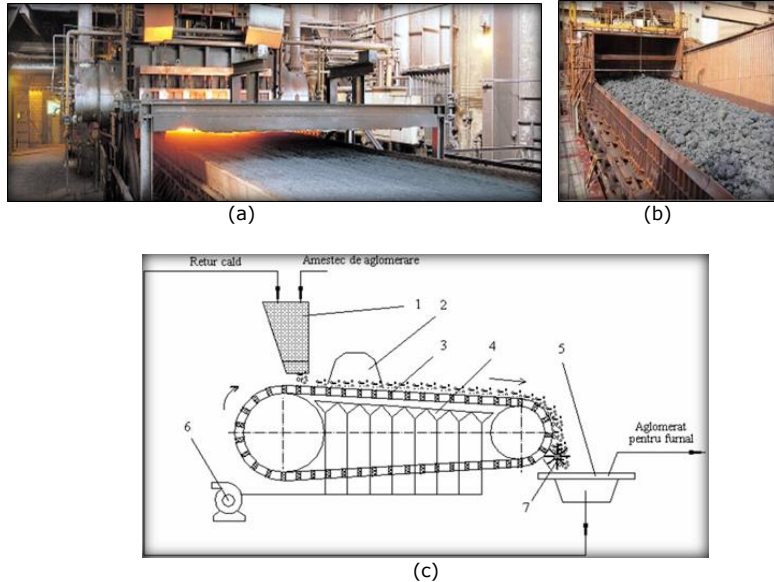 (a)
(b)
Retur cald
Amestec de aglomerare
1
2
3
4
5
Aglomerat
pentru furnal
6
7
(c)